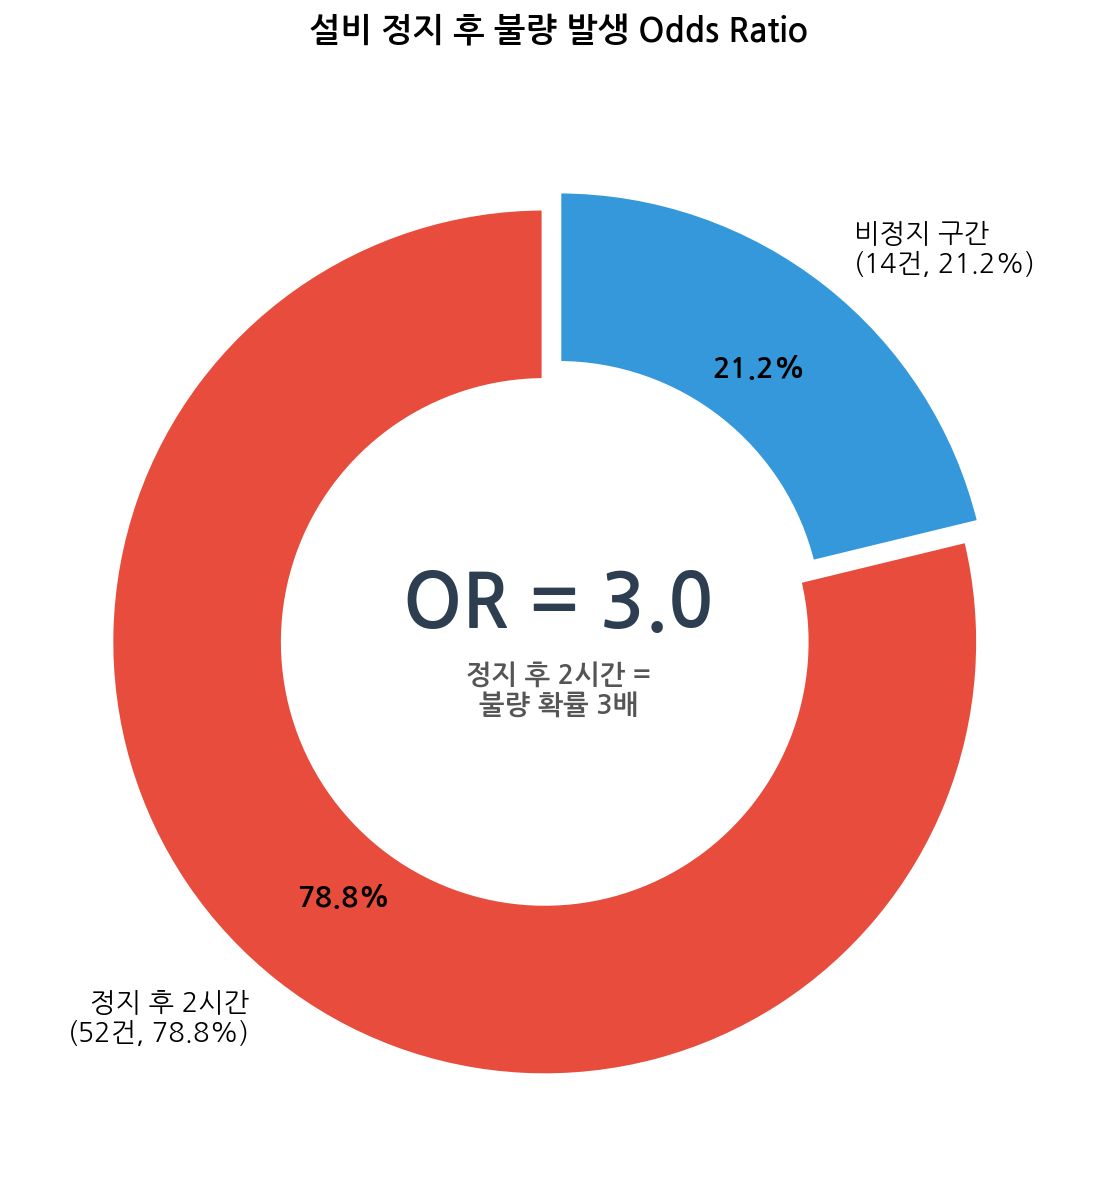 설비 정지 후 불량 발생 Odds Ratio
비정지 구간
(14건, 21.2%)
21.2%
OR = 3.0
정지 후 2시간 =
불량 확률 3배
78.8%
정지 후 2시간
(52건, 78.8%)